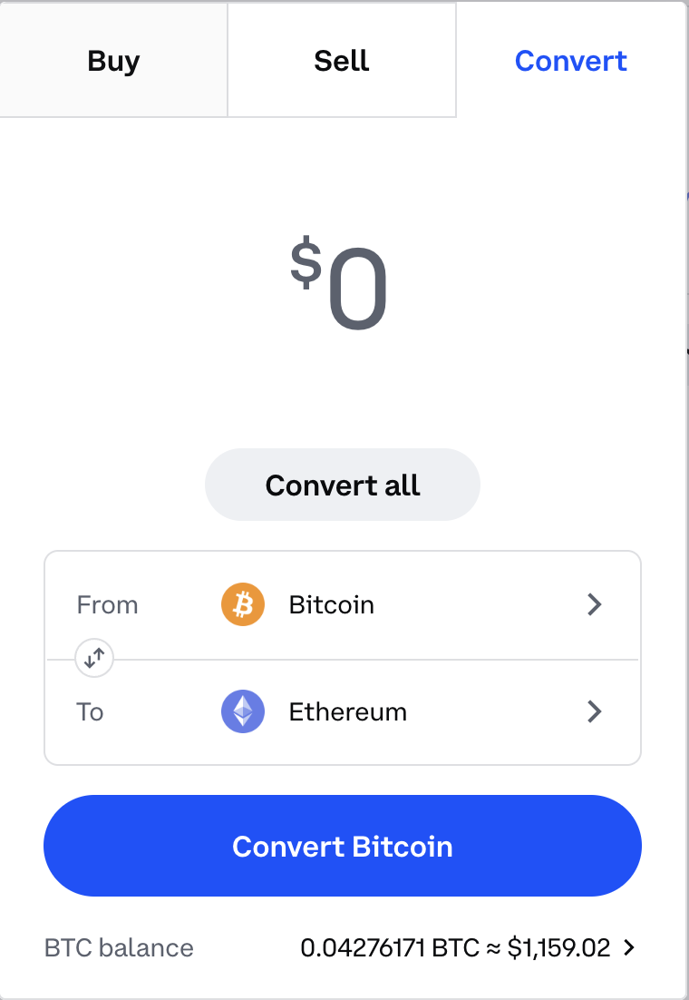 Buy Sell Convert
$0
Convert all
From Bitcoin
To Ethereum
Convert Bitcoin
BTC balance 0.04276171 BTC ≈ $1,159.02